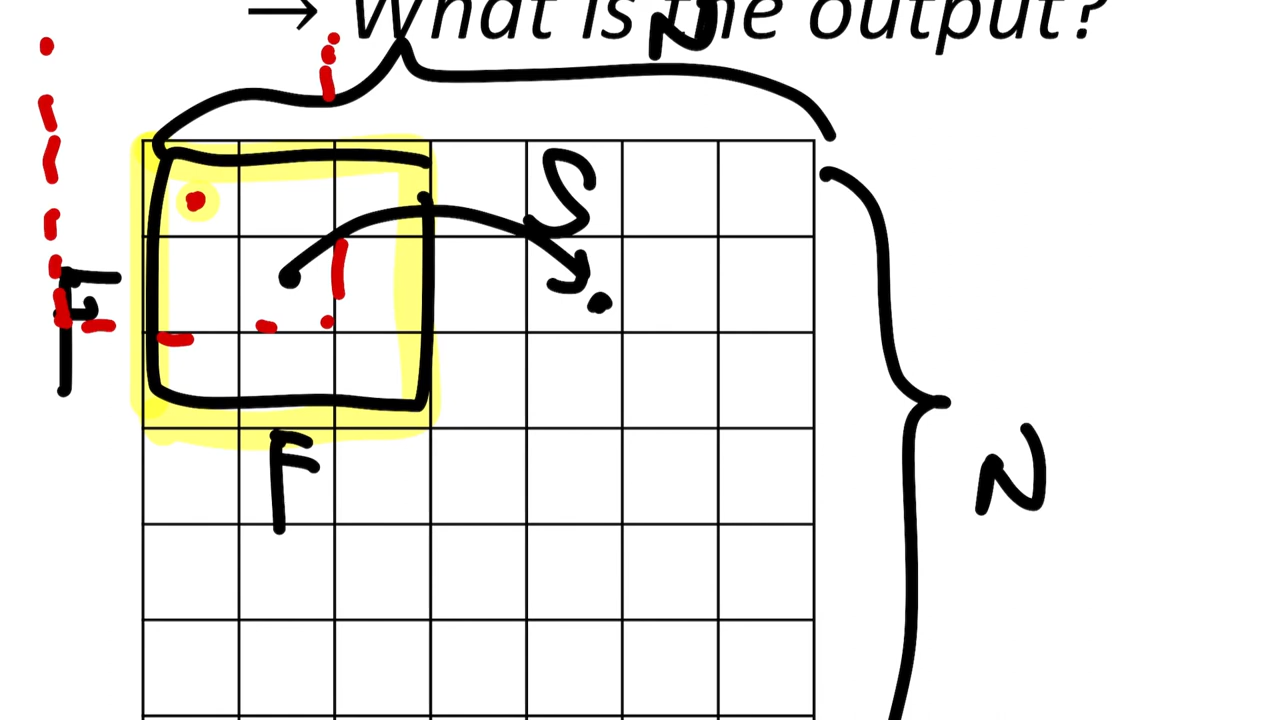 → What is the output?
N
S
F
F
N